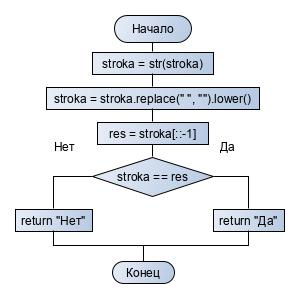 Начало
stroka = str(stroka)
stroka = stroka.replace(" ", "").lower()
res = stroka[::-1]
Нет
Да
stroka == res
return "Нет"
return "Да"
Конец